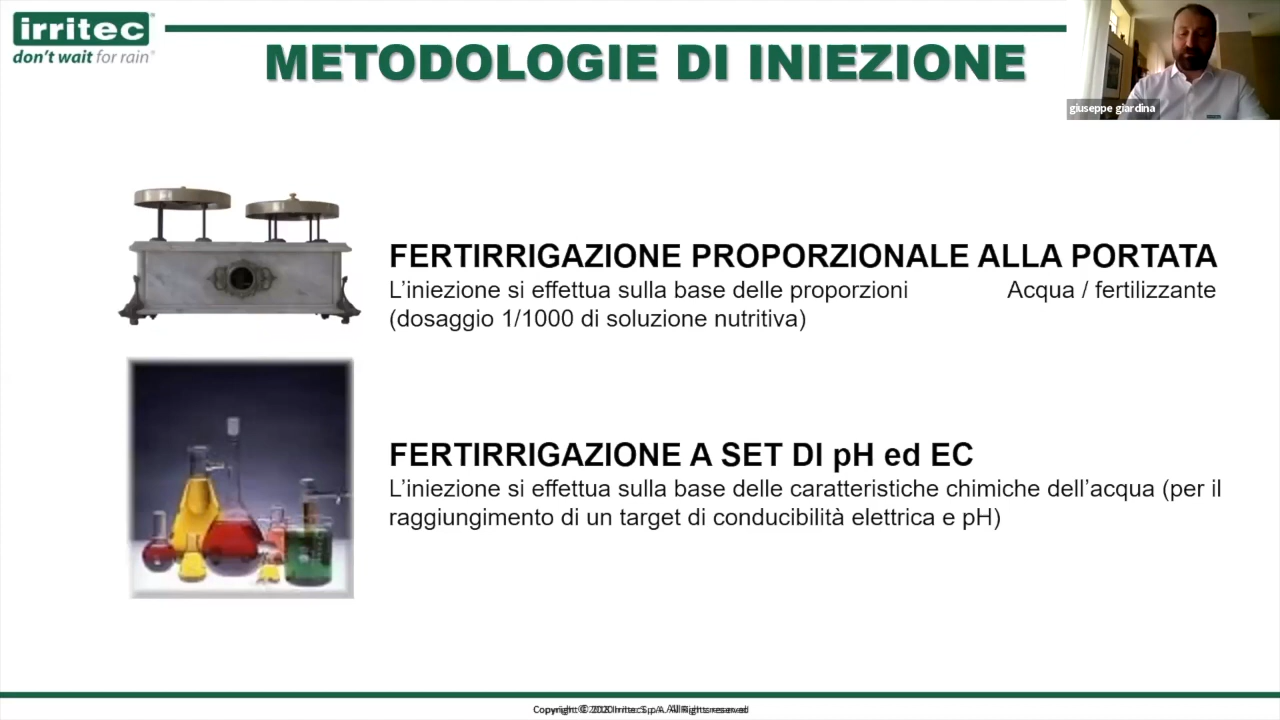 irritec
don't wait for rain®
METODOLOGIE DI INIEZIONE
giuseppe giardina
FERTIRRIGAZIONE PROPORZIONALE ALLA PORTATA
L'iniezione si effettua sulla base delle proporzioni Acqua / fertilizzante
(dosaggio 1/1000 di soluzione nutritiva)
FERTIRRIGAZIONE A SET DI pH ed EC
L'iniezione si effettua sulla base delle caratteristiche chimiche dell'acqua (per il
raggiungimento di un target di conducibilità elettrica e pH)
Copyright © Irritec S.p.A. All Rights reserved